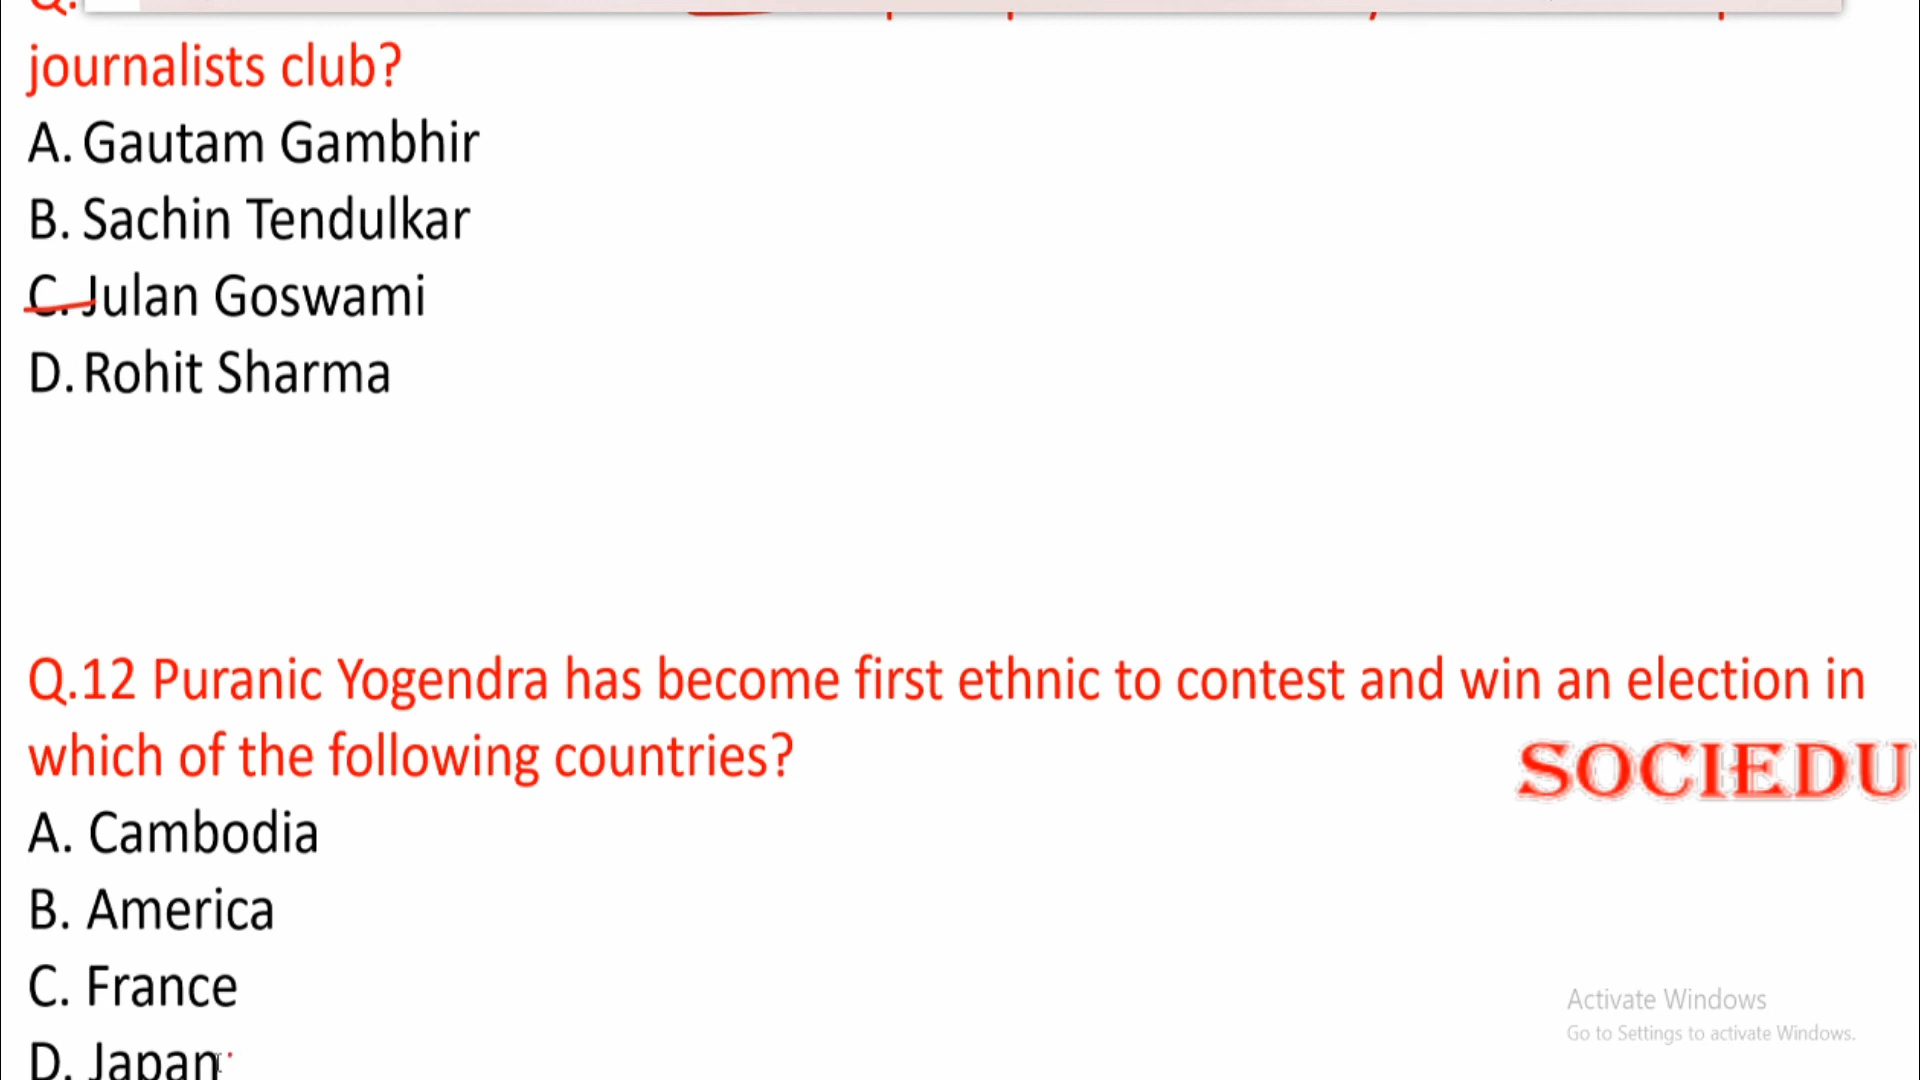 journalists club?
A. Gautam Gambhir
B. Sachin Tendulkar
C. Julan Goswami
D. Rohit Sharma
Q.12 Puranic Yogendra has become first ethnic to contest and win an election in
which of the following countries?
SOCIEDU
A. Cambodia
B. America
C. France
D. Japan
Activate Windows
Go to Settings to activate Windows.